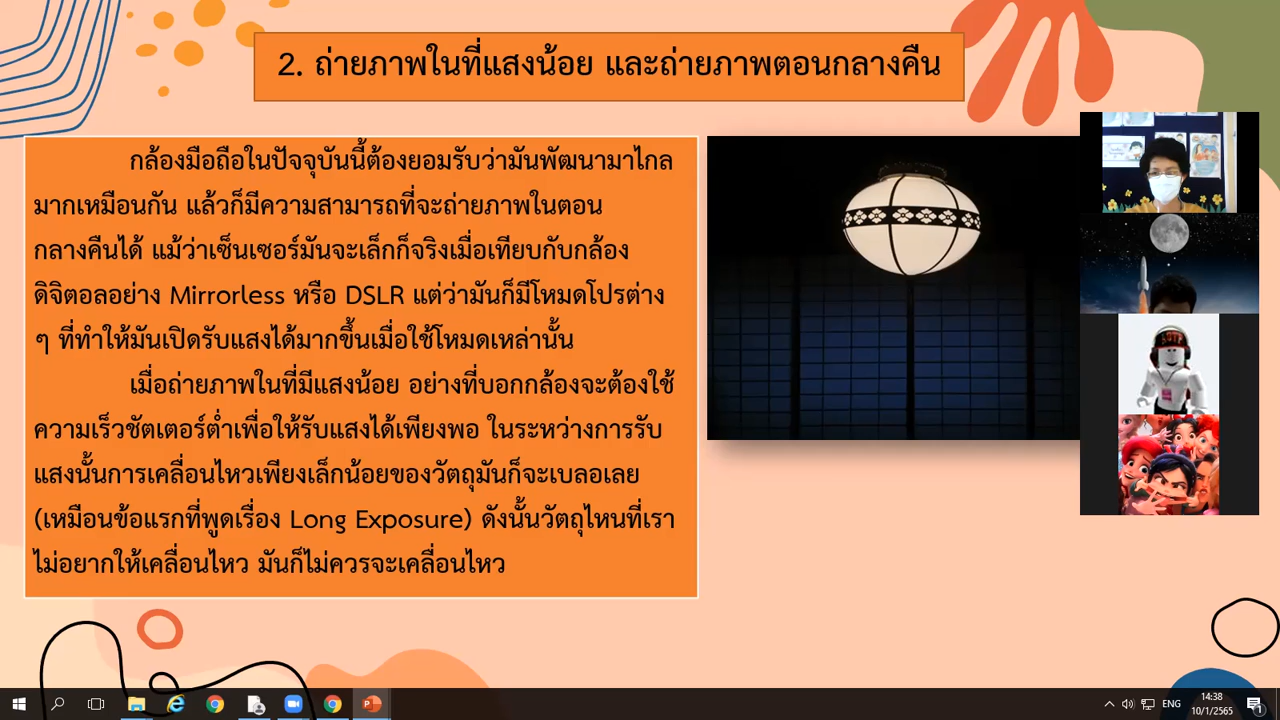 2. ถ่ายภาพในที่แสงน้อย และถ่ายภาพตอนกลางคืน
กล้องมือถือในปัจจุบันนี้ต้องยอมรับว่ามันพัฒนามาไกล
มากเหมือนกัน แล้วก็มีความสามารถที่จะถ่ายภาพในตอน
กลางคืนได้ แม้ว่าเซ็นเซอร์มันจะเล็กก็จริงเมื่อเทียบกับกล้อง
ดิจิตอลอย่าง Mirrorless หรือ DSLR แต่ว่ามันก็มีโหมดโปรต่าง
ๆ ที่ทำให้มันเปิดรับแสงได้มากขึ้นเมื่อใช้โหมดเหล่านั้น
เมื่อถ่ายภาพในที่มีแสงน้อย อย่างที่บอกกล้องจะต้องใช้
ความเร็วชัตเตอร์ต่ำเพื่อให้รับแสงได้เพียงพอ ในระหว่างการรับ
แสงนั้นการเคลื่อนไหวเพียงเล็กน้อยของวัตถุมันก็จะเบลอเลย
(เหมือนข้อแรกที่พูดเรื่อง Long Exposure) ดังนั้นวัตถุไหนที่เรา
ไม่อยากให้เคลื่อนไหว มันก็ไม่ควรจะเคลื่อนไหว
ENG
14:38
10/1/2565